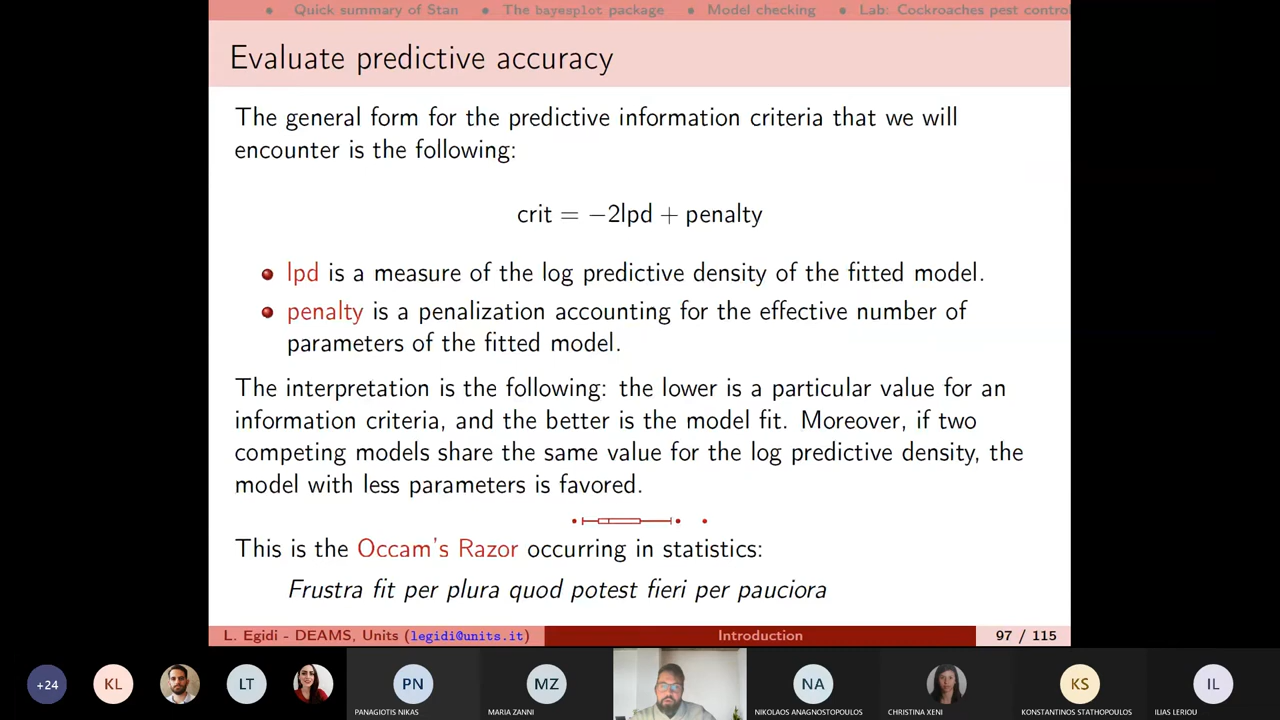 Quick summary of Stan The bayesplot package Model checking Lab: Cockroaches pest control
Evaluate predictive accuracy
The general form for the predictive information criteria that we will
encounter is the following:
crit = −2lpd + penalty
lpd is a measure of the log predictive density of the fitted model.
penalty is a penalization accounting for the effective number of
parameters of the fitted model.
The interpretation is the following: the lower is a particular value for an
information criteria, and the better is the model fit. Moreover, if two
competing models share the same value for the log predictive density, the
model with less parameters is favored.
This is the Occam's Razor occurring in statistics:
Frustra fit per plura quod potest fieri per pauciora
L. Egidi - DEAMS, Units (legidi@units.it) Introduction 97 / 115
+24 KL LT PN MZ NA KS IL
PANAGIOTIS NIKAS MARIA ZANNI NIKOLAOS ANAGNOSTOPOULOS CHRISTINA XENI KONSTANTINOS STATHOPOULOS ILIAS LERIOU